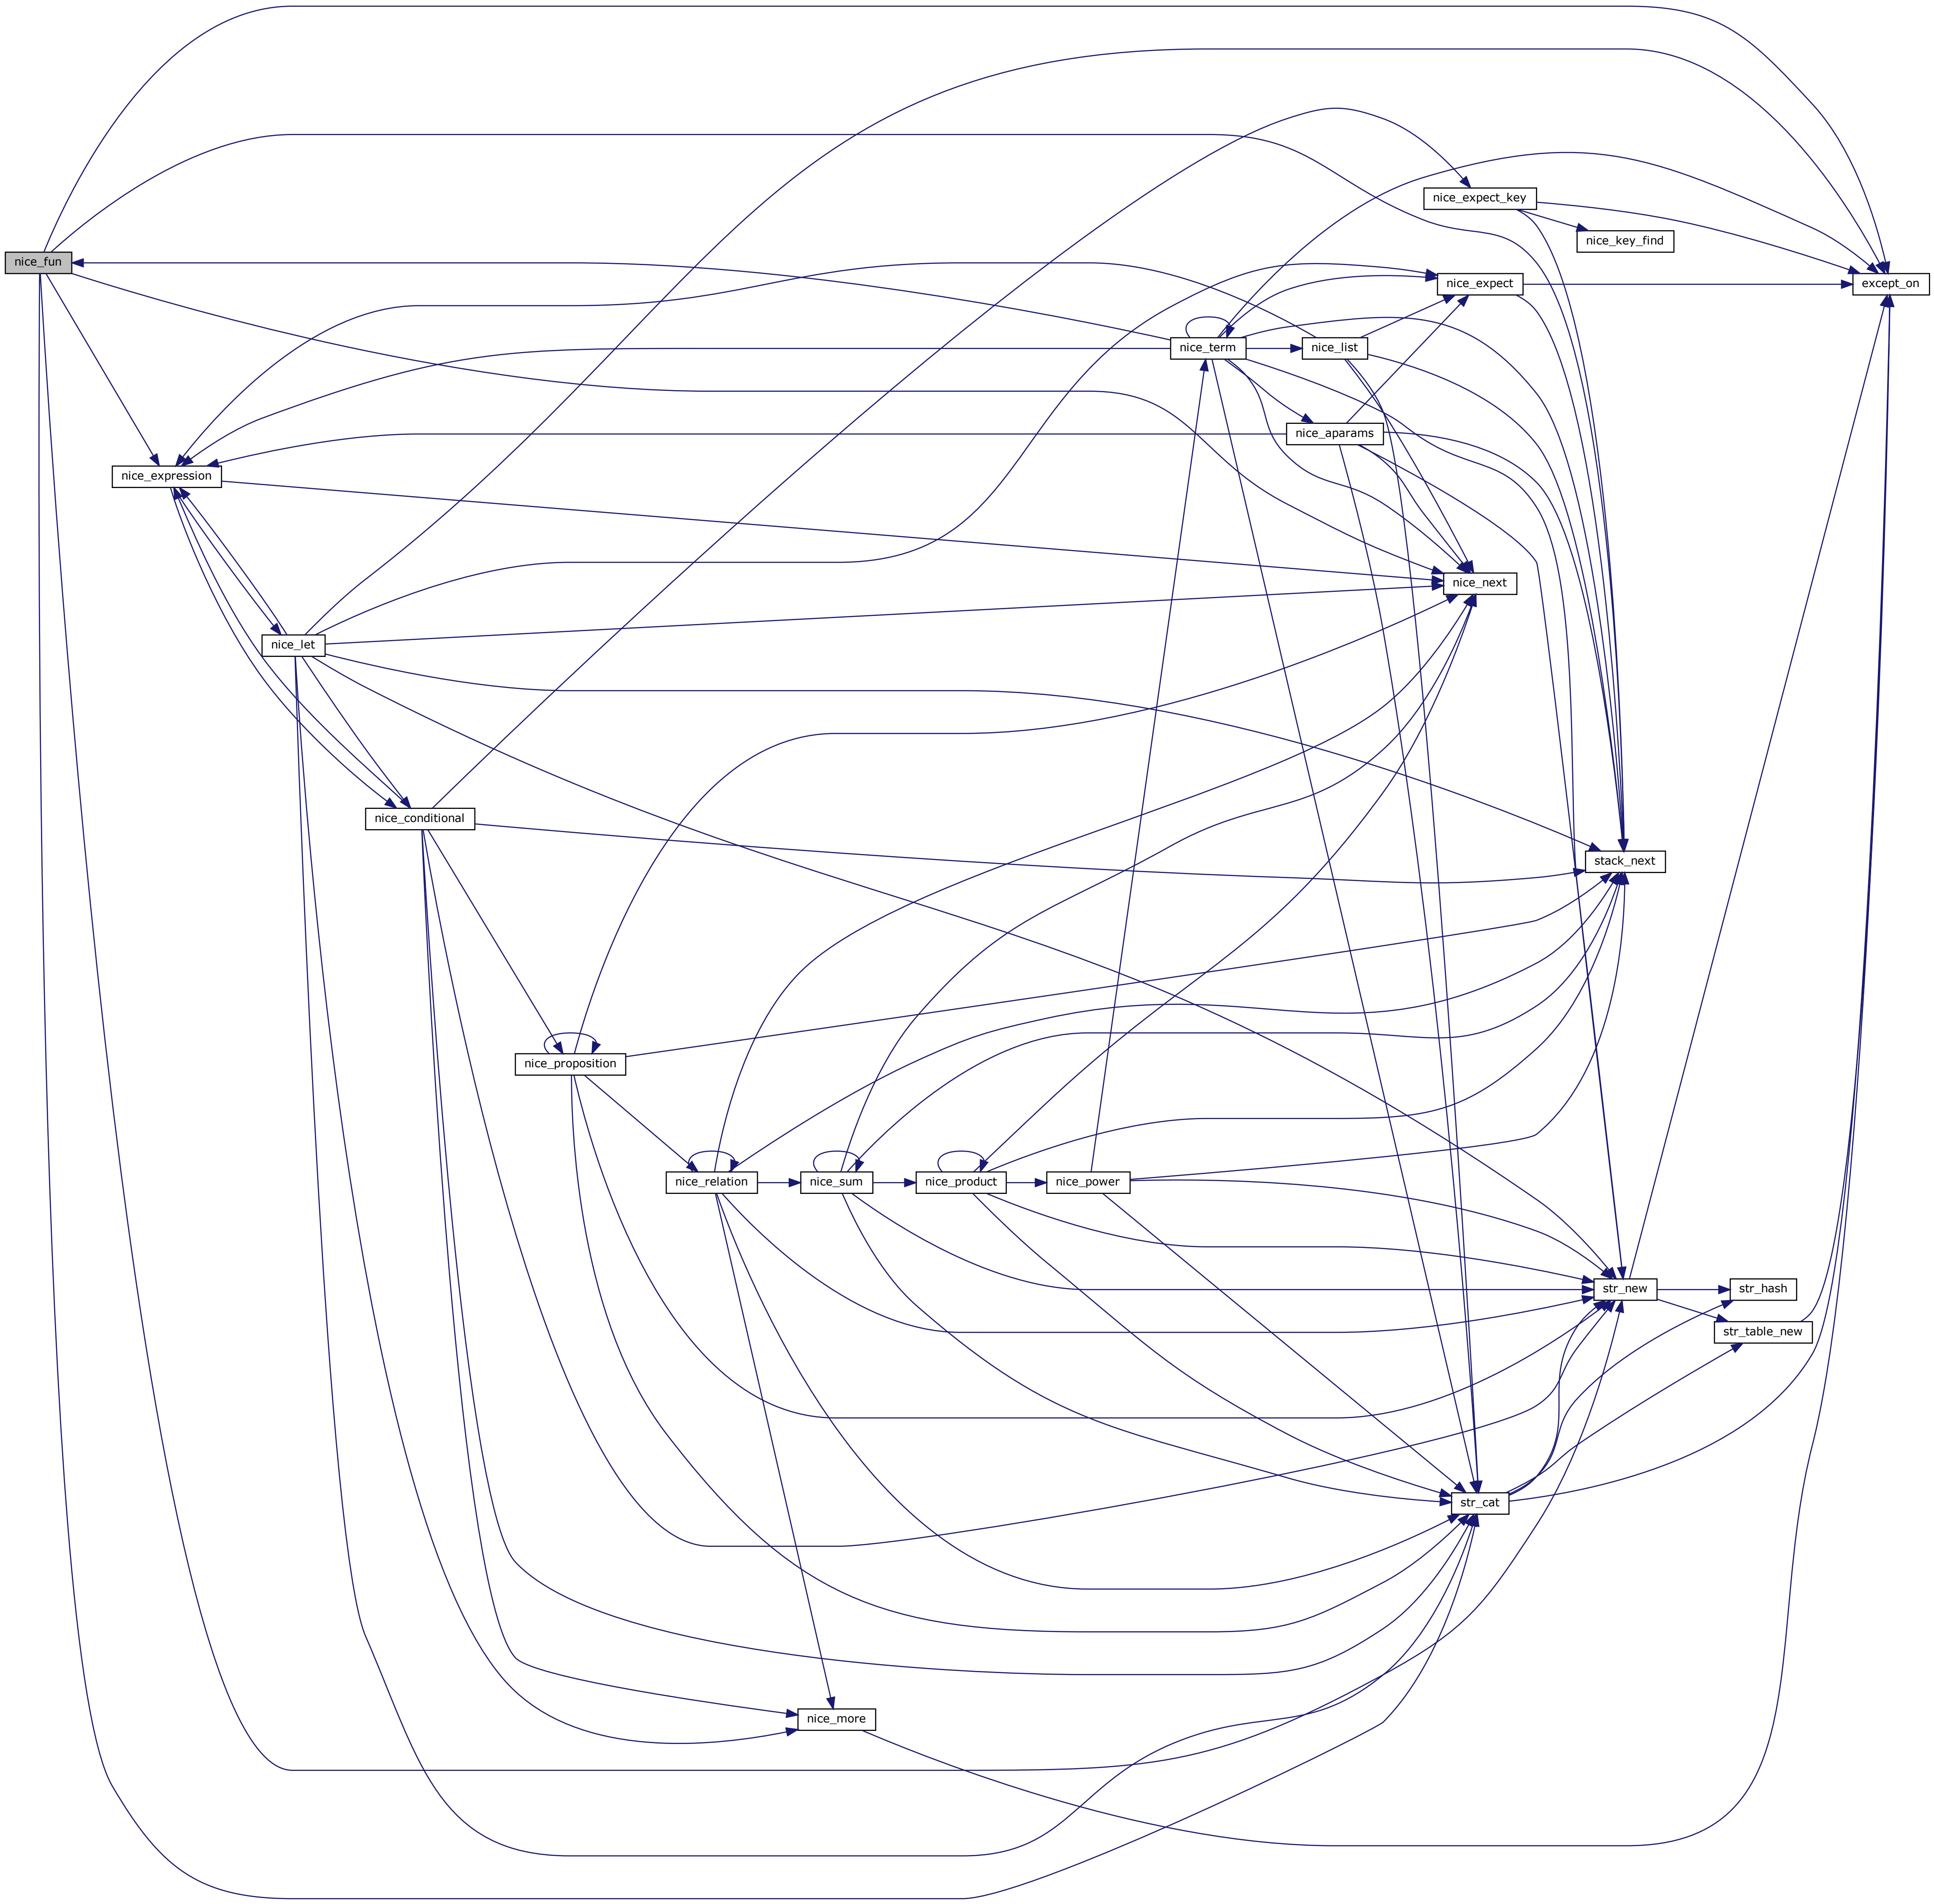 nice_fun
nice_expression
nice_let
nice_conditional
nice_proposition
nice_relation
nice_sum
nice_product
nice_power
nice_more
nice_term
nice_list
nice_aparams
nice_expect_key
nice_key_find
nice_expect
nice_next
except_on
stack_next
str_new
str_hash
str_table_new
str_cat